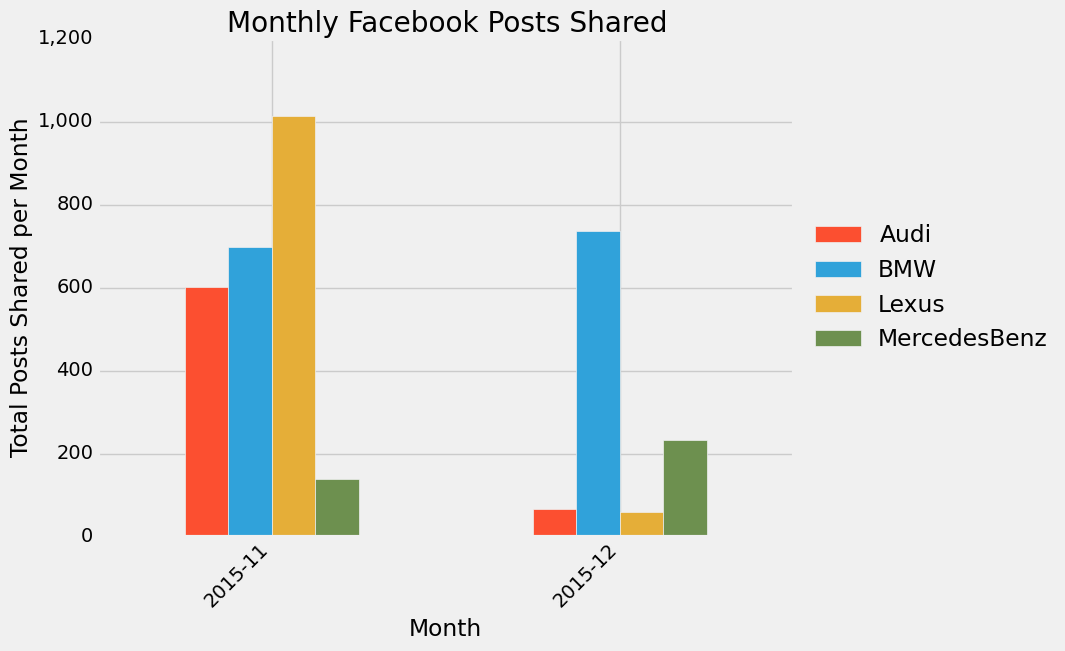 Monthly Facebook Posts Shared
1,200
1,000
800
600
400
200
0
Total Posts Shared per Month
2015-11
2015-12
Month
Audi
BMW
Lexus
MercedesBenz